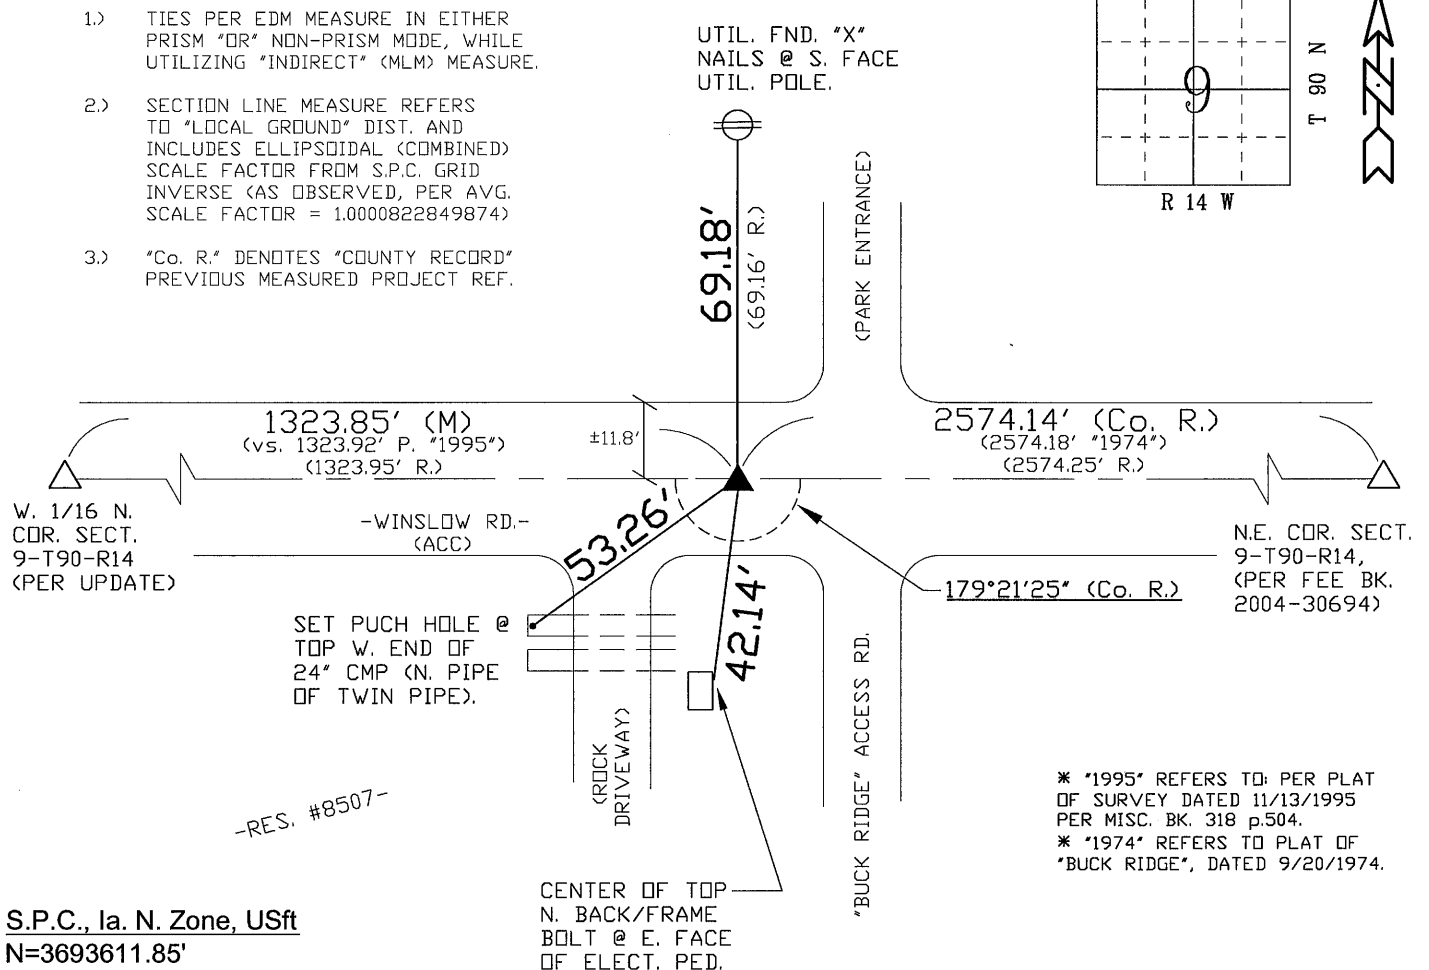 1.) TIES PER EDM MEASURE IN EITHER
PRISM "OR" NON-PRISM MODE, WHILE
UTILIZING "INDIRECT" (MLM) MEASURE.
2.) SECTION LINE MEASURE REFERS
TO "LOCAL GROUND" DIST. AND
INCLUDES ELLIPSOIDAL (COMBINED)
SCALE FACTOR FROM S.P.C. GRID
INVERSE (AS OBSERVED, PER AVG.
SCALE FACTOR = 1.0000822849874)
3.) "Co. R." DENOTES "COUNTY RECORD"
PREVIOUS MEASURED PROJECT REF.
UTIL. FND. "X"
NAILS @ S. FACE
UTIL. POLE.
9
T 90 N
R 14 W
N
69.18'
(69.16' R.)
(PARK ENTRANCE)
1323.85' (M)
(vs. 1323.92' P. "1995")
(1323.95' R.)
±11.8'
2574.14' (Co. R.)
(2574.18' "1974")
(2574.25' R.)
W. 1/16 N.
COR. SECT.
9-T90-R14
(PER UPDATE)
-WINSLOW RD.-
(ACC)
53.26'
42.14'
179°21'25" (Co. R.)
N.E. COR. SECT.
9-T90-R14,
(PER FEE BK.
2004-30694)
SET PUCH HOLE @
TOP W. END OF
24" CMP (N. PIPE
OF TWIN PIPE).
(ROCK
DRIVEWAY)
"BUCK RIDGE" ACCESS RD.
-RES. #8507-
* "1995" REFERS TO: PER PLAT
OF SURVEY DATED 11/13/1995
PER MISC. BK. 318 p.504.
* "1974" REFERS TO PLAT OF
"BUCK RIDGE", DATED 9/20/1974.
CENTER OF TOP
N. BACK/FRAME
BOLT @ E. FACE
OF ELECT. PED.
S.P.C., Ia. N. Zone, USft
N=3693611.85'